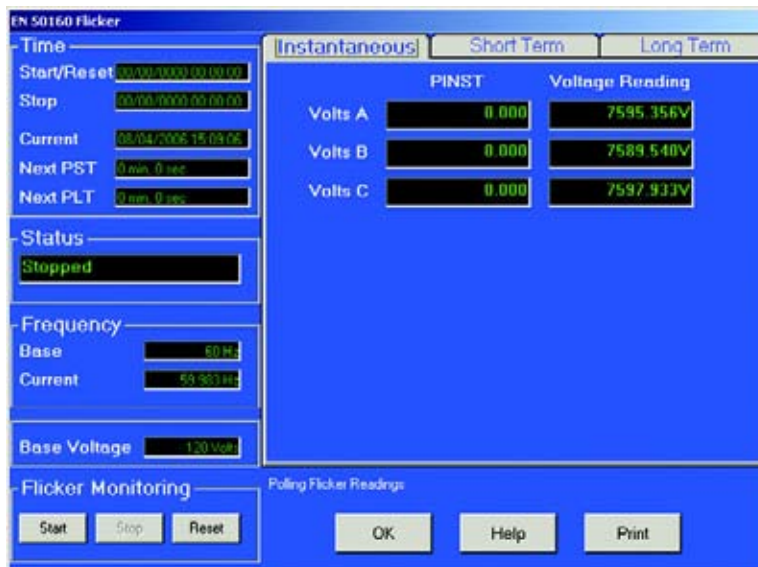 EN 50160 Flicker
Time
Start/Reset 00/00/0000 00:00:00
Stop 00/00/0000 00:00:00
Current 08/04/2006 15:09:06
Next PST 0 min, 0 sec
Next PLT 0 min, 0 sec
Status
Stopped
Frequency
Base 60 Hz
Current 59.983 Hz
Base Voltage 120 Volts
Flicker Monitoring
Start Stop Reset
Instantaneous Short Term Long Term
PINST Voltage Reading
Volts A 0.000 7595.356V
Volts B 0.000 7589.540V
Volts C 0.000 7597.933V
Polling Flicker Readings
OK Help Print